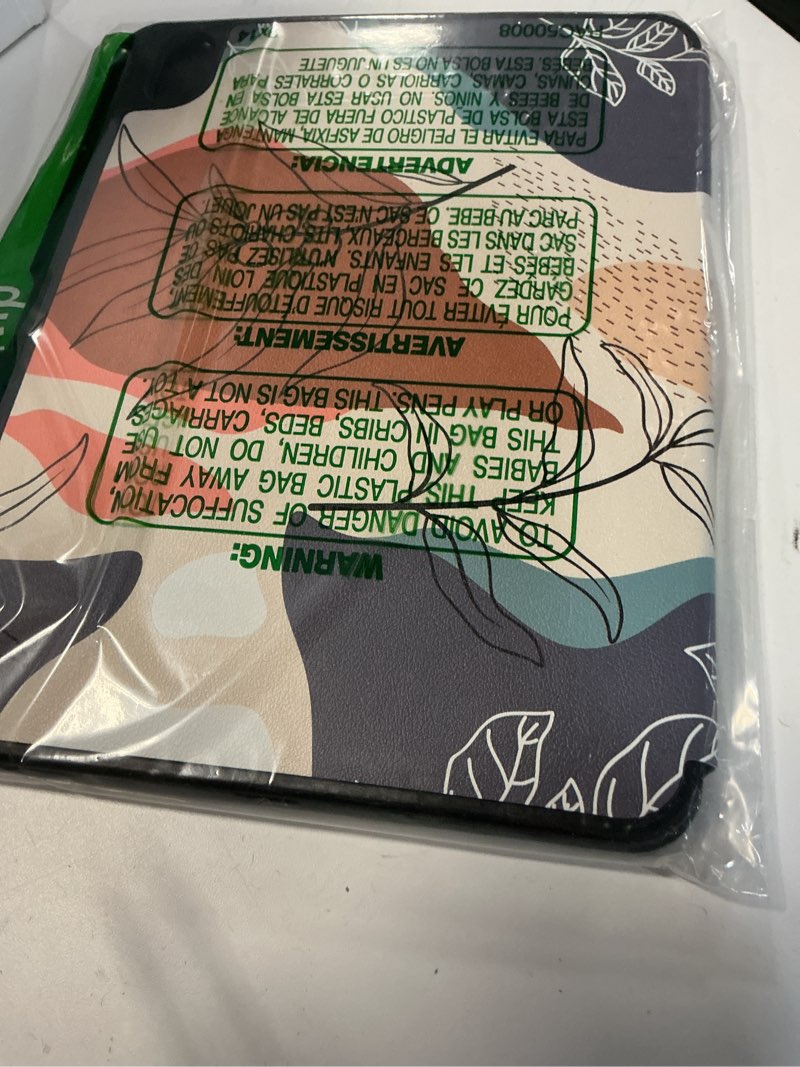 WARNING:
TO AVOID DANGER OF SUFFOCATION,
KEEP THIS PLASTIC BAG AWAY FROM
BABIES AND CHILDREN, DO NOT USE
THIS BAG IN CRIBS, BEDS, CARRIAGES
OR PLAY PENS. THIS BAG IS NOT A TOY.
AVERTISSEMENT:
POUR ÉVITER TOUT RISQUE D'ÉTOUFFEMENT,
GARDEZ CE SAC EN PLASTIQUE LOIN DES
BÉBÉS ET LES ENFANTS. N'UTILISEZ PAS CE
SAC DANS LES BERCEAUX, LITS, CHARIOTS OU
PARC AU BEBE. CE SAC N'EST PAS UN JOUET.
ADVERTENCIA:
PARA EVITAR EL PELIGRO DE ASFIXIA, MANTENGA
ESTA BOLSA DE PLASTICO FUERA DEL ALCANCE
DE BEEES Y NINOS, NO USAR ESTA BOLSA EN
CUNAS, CAMAS, CARRIOLAS O CORRALES PARA
BEBES. ESTA BOLSA NO ES UN JUGUETE